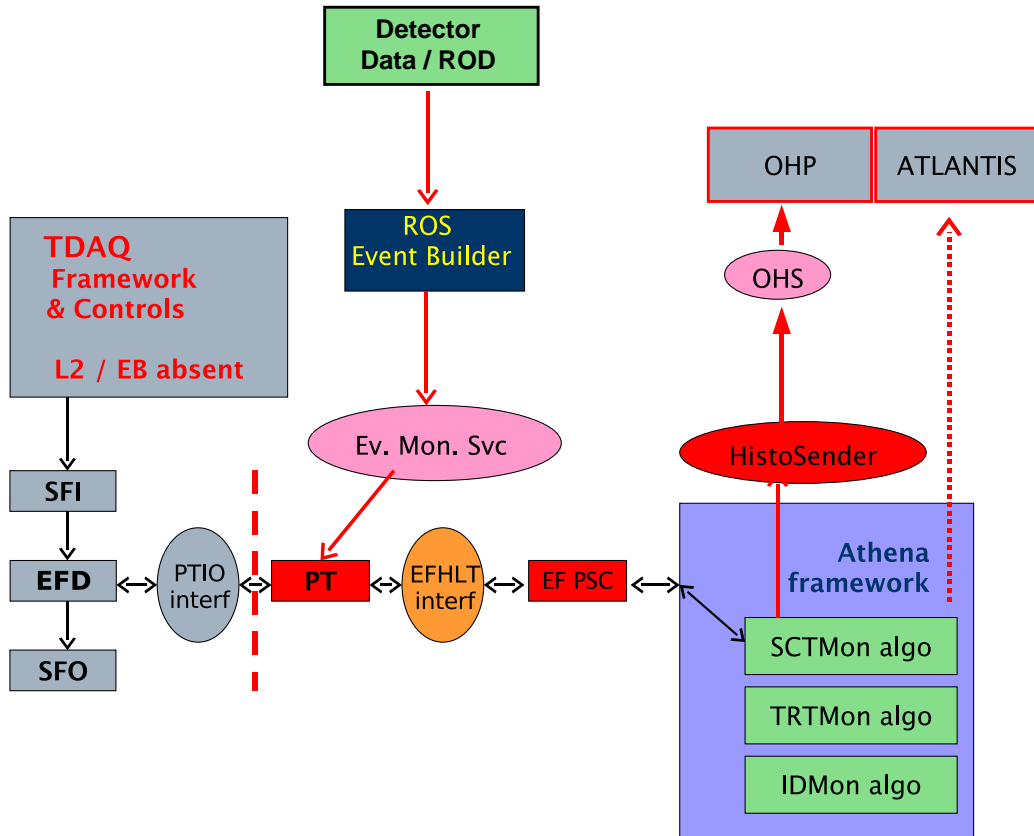 Detector
Data / ROD
OHP
ATLANTIS
ROS
Event Builder
TDAQ
Framework
& Controls
L2 / EB absent
OHS
Ev. Mon. Svc
HistoSender
SFI
Athena
framework
EFD
PTIO
interf
PT
EFHLT
interf
EF PSC
SCTMon algo
SFO
TRTMon algo
IDMon algo